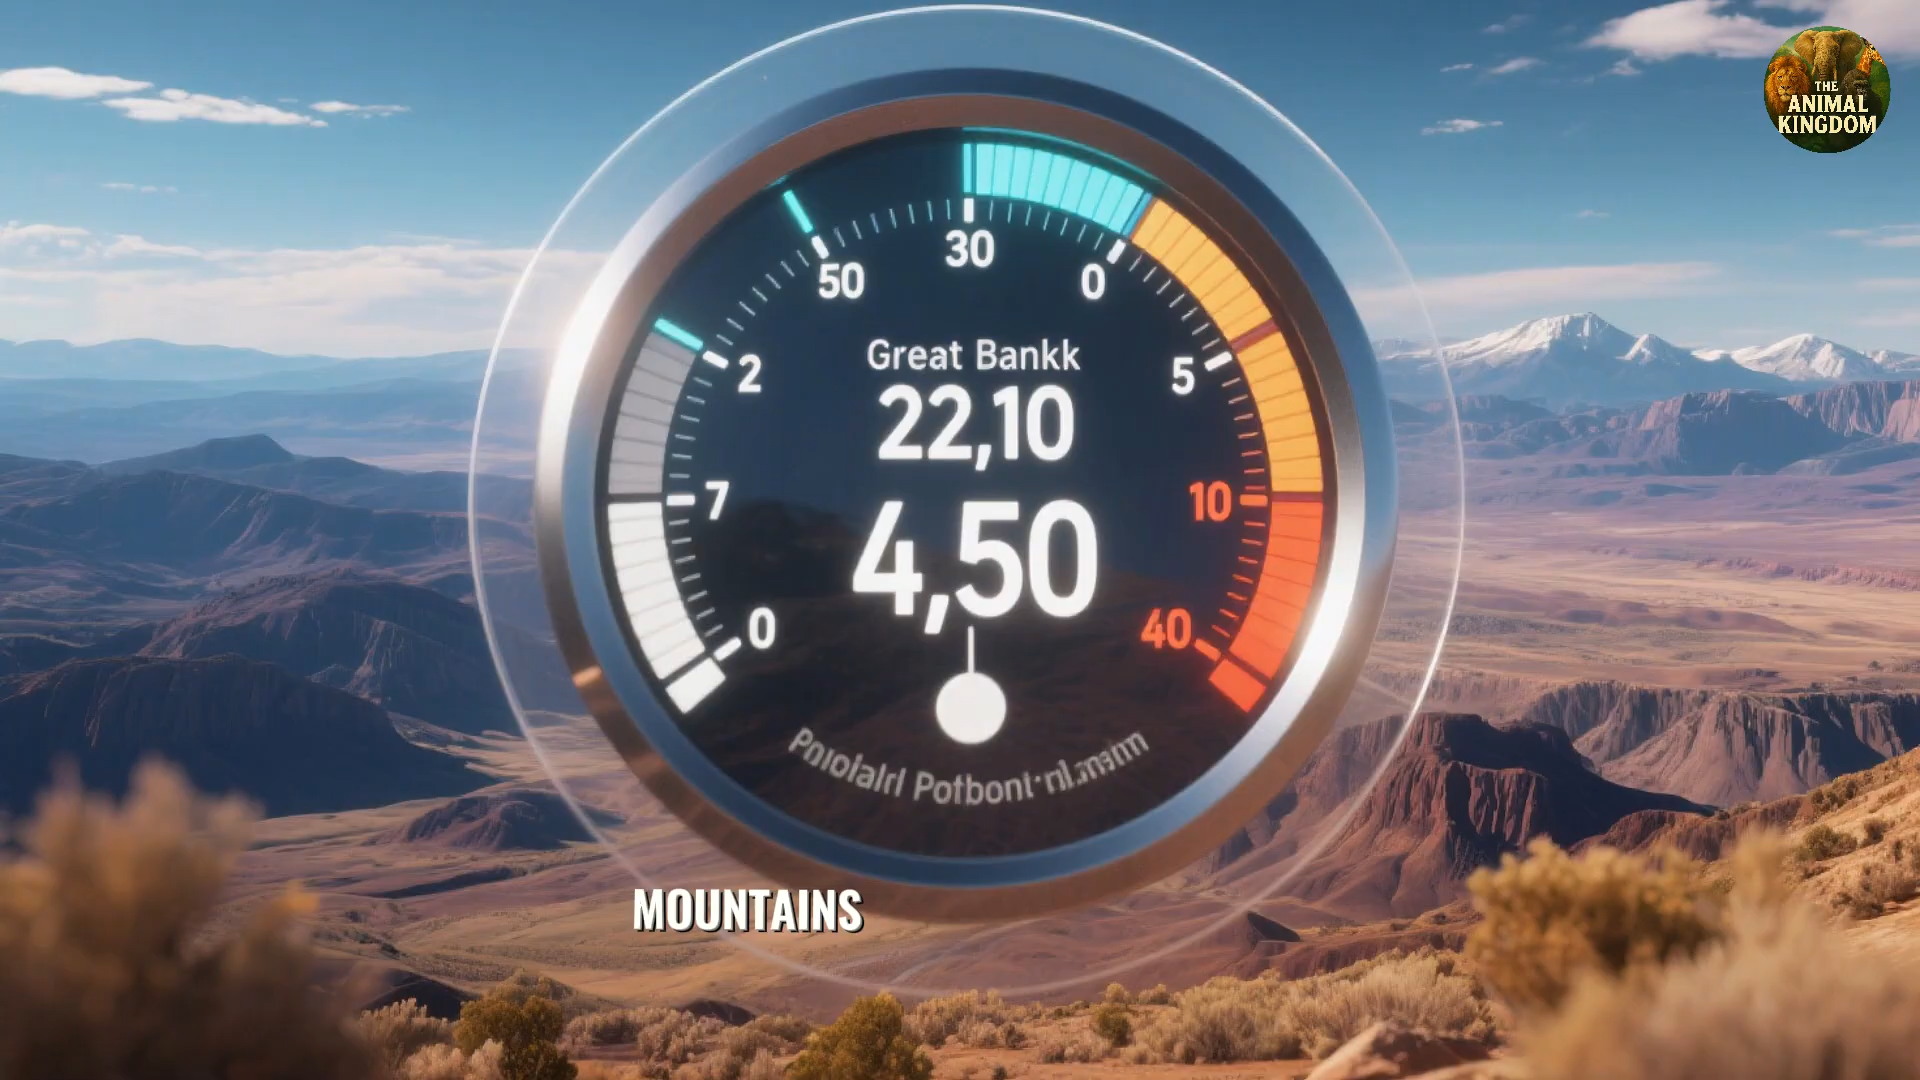 THE
ANIMAL
KINGDOM
50 30 0
2 5
7 10
0 40
Great Bankk
22,10
4,50
MOUNTAINS